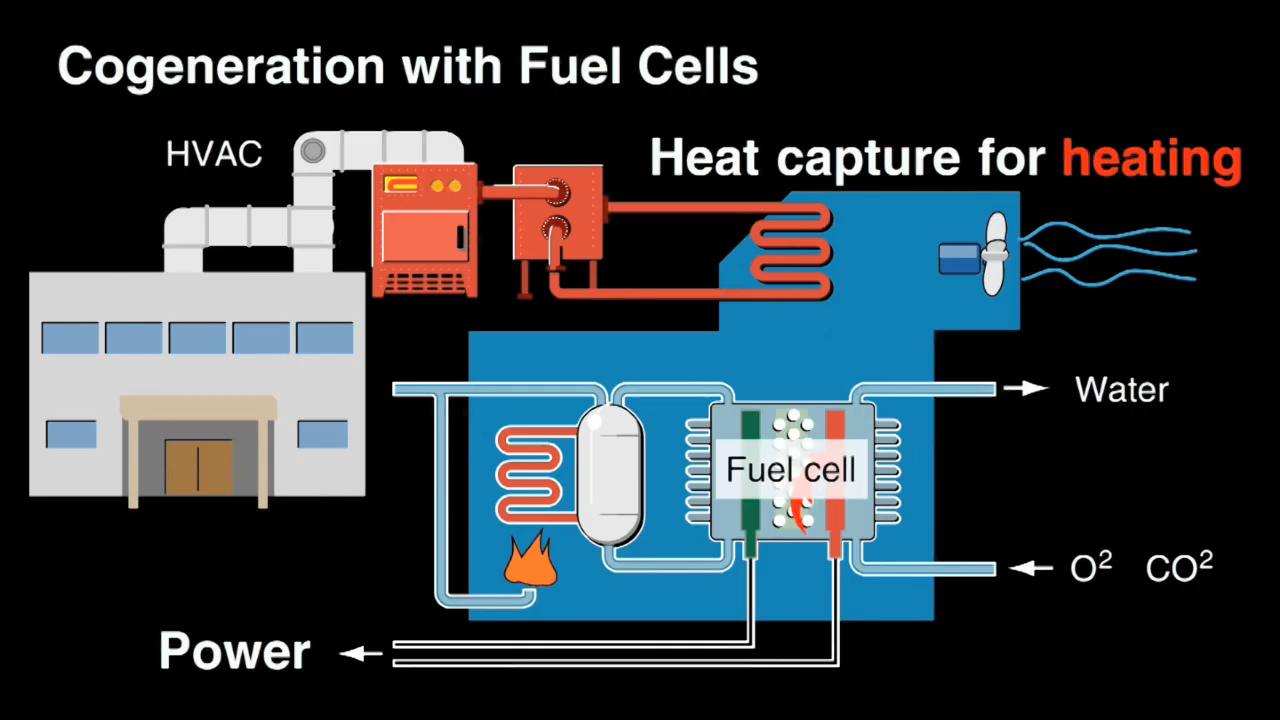 Cogeneration with Fuel Cells
HVAC
Heat capture for heating
Water
Fuel cell
O² CO²
Power